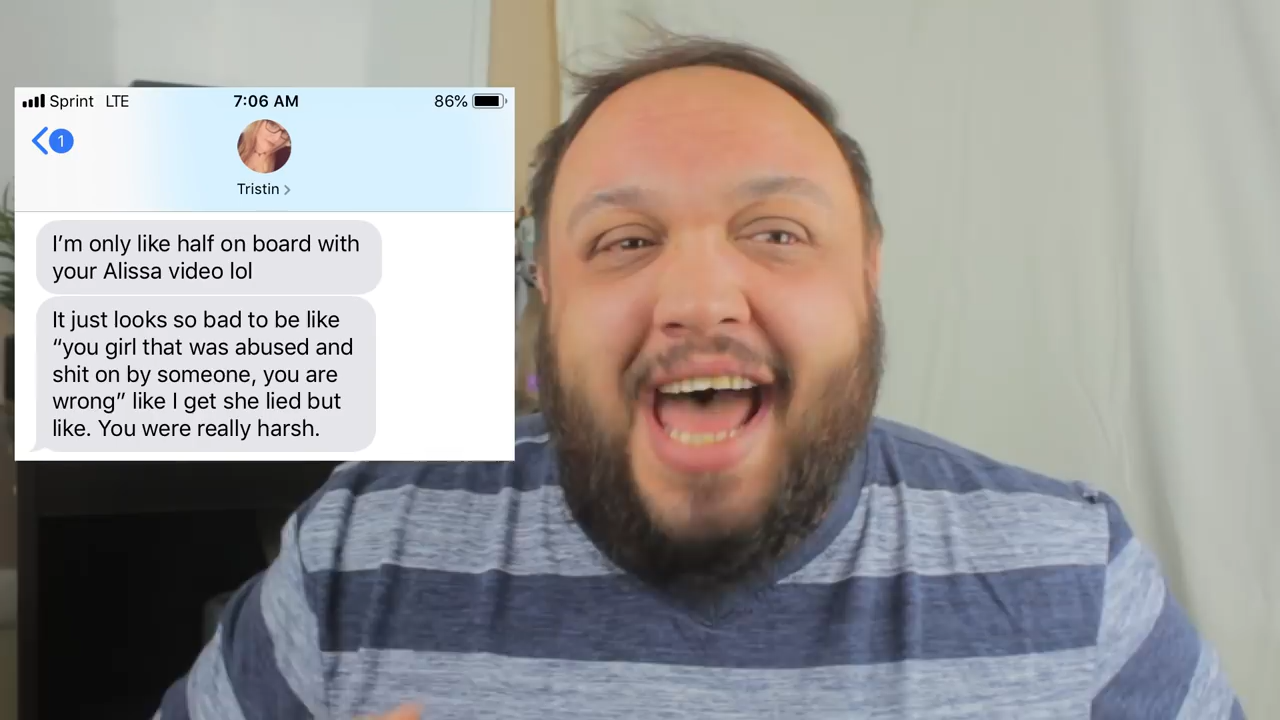 Sprint LTE 7:06 AM 86%
1
Tristin
I’m only like half on board with
your Alissa video lol
It just looks so bad to be like
“you girl that was abused and
shit on by someone, you are
wrong” like I get she lied but
like. You were really harsh.